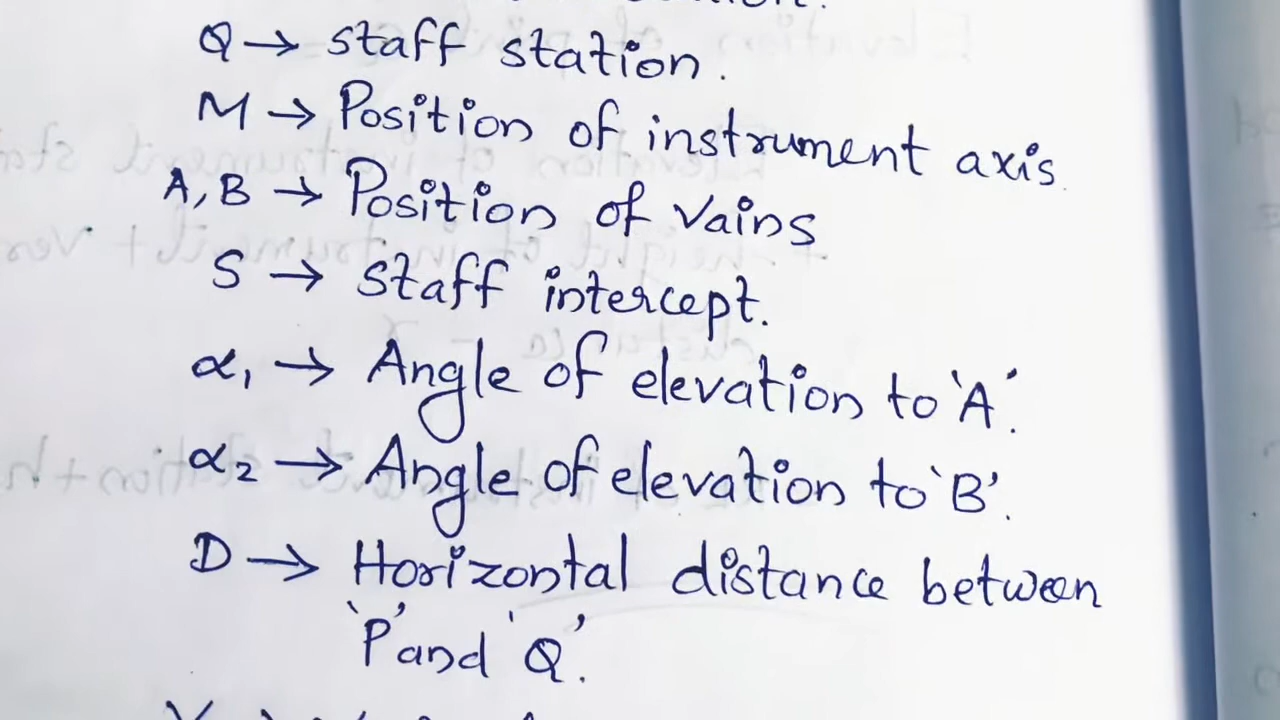 Q → staff station.
M → Position of instrument axis.
A, B → Position of vains
S → staff intercept.
α₁ → Angle of elevation to 'A'.
α₂ → Angle of elevation to 'B'.
D → Horizontal distance between
'P' and 'Q'.